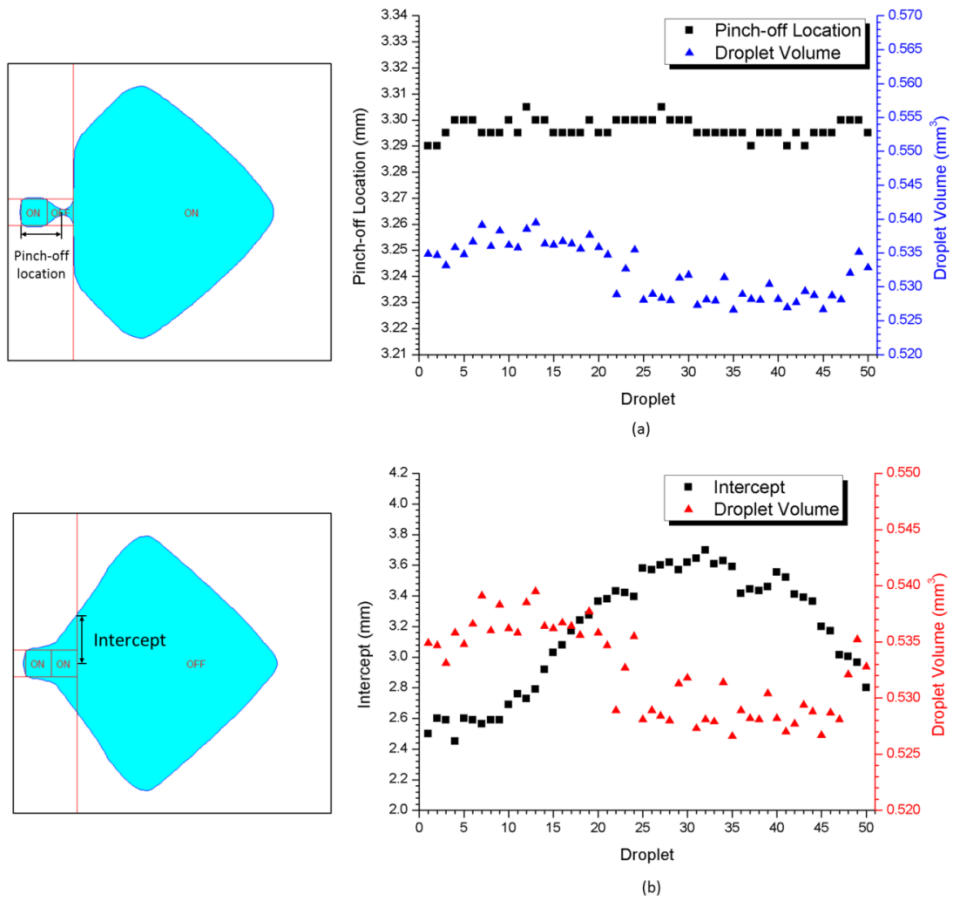 ON
OFF
ON
Pinch-off
location
3.34
3.33
3.32
3.31
3.30
3.29
3.28
3.27
3.26
3.25
3.24
3.23
3.22
3.21
Pinch-off Location (mm)
Pinch-off Location
Droplet Volume
0.570
0.565
0.560
0.555
0.550
0.545
0.540
0.535
0.530
0.525
0.520
Droplet Volume (mm³)
0 5 10 15 20 25 30 35 40 45 50
Droplet
(a)
Intercept
ON ON OFF
4.2
4.0
3.8
3.6
3.4
3.2
3.0
2.8
2.6
2.4
2.2
2.0
Intercept (mm)
Intercept
Droplet Volume
0.550
0.545
0.540
0.535
0.530
0.525
0.520
Droplet Volume (mm³)
0 5 10 15 20 25 30 35 40 45 50
Droplet
(b)